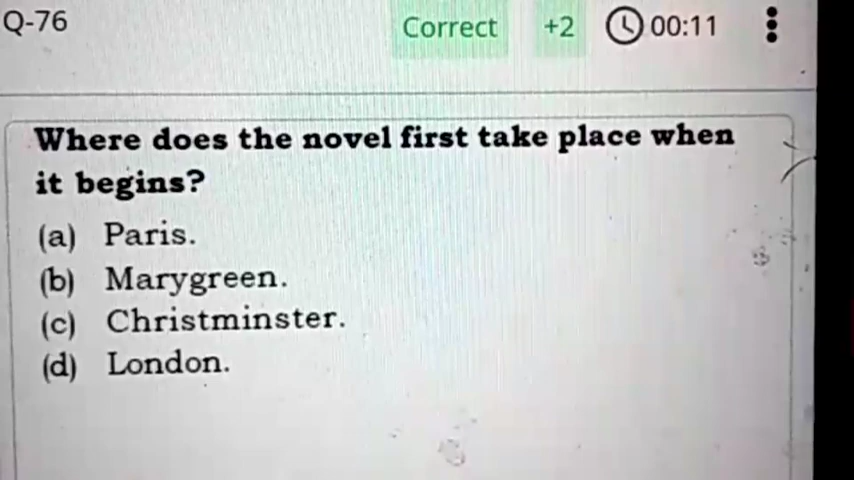 Q-76
Correct +2 00:11
Where does the novel first take place when
it begins?
(a) Paris.
(b) Marygreen.
(c) Christminster.
(d) London.